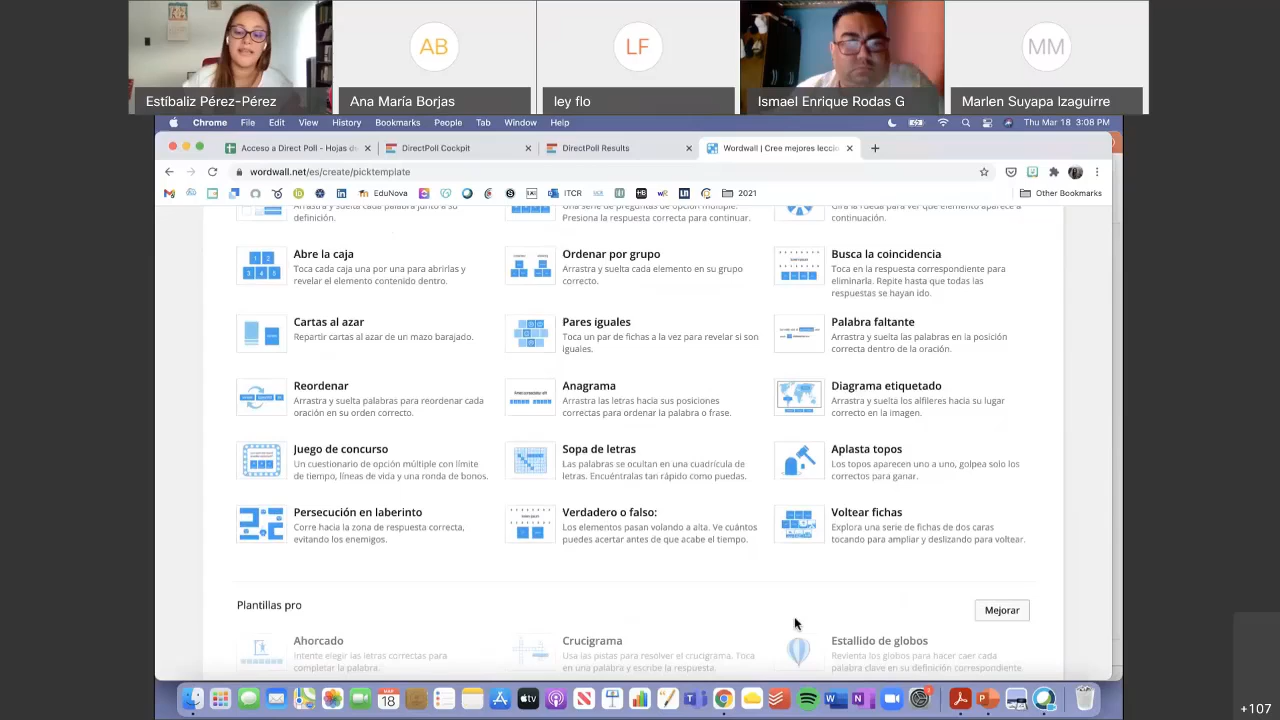 AB
LF
MM
Estíbaliz Pérez-Pérez
Ana María Borjas
ley flo
Ismael Enrique Rodas G
Marlen Suyapa Izaguirre
Chrome File Edit View History Bookmarks People Tab Window Help
Thu Mar 18 3:08 PM
Acceso a Direct Poll - Hojas de
DirectPoll Cockpit
DirectPoll Results
Wordwall | Cree mejores lecci
wordwall.net/es/create/picktemplate
EduNova
ITCR
2021
Other Bookmarks
Arrastra y suelta cada palabra junto a su
definición.
Una serie de preguntas de opción múltiple.
Presiona la respuesta correcta para continuar.
Gira la rueda para ver qué elemento aparece a
continuación.
Abre la caja
Toca cada caja una por una para abrirlas y
revelar el elemento contenido dentro.
Ordenar por grupo
Arrastra y suelta cada elemento en su grupo
correcto.
Busca la coincidencia
Toca en la respuesta correspondiente para
eliminarla. Repite hasta que todas las
respuestas se hayan ido.
Cartas al azar
Repartir cartas al azar de un mazo barajado.
Pares iguales
Toca un par de fichas a la vez para revelar si son
iguales.
Palabra faltante
Arrastra y suelta las palabras en la posición
correcta dentro de la oración.
Reordenar
Arrastra y suelta palabras para reordenar cada
oración en su orden correcto.
Anagrama
Arrastra las letras hacia sus posiciones
correctas para ordenar la palabra o frase.
Diagrama etiquetado
Arrastra y suelta los alfileres hacia su lugar
correcto en la imagen.
Juego de concurso
Un cuestionario de opción múltiple con límite
de tiempo, líneas de vida y una ronda de bonos.
Sopa de letras
Las palabras se ocultan en una cuadrícula de
letras. Encuéntralas tan rápido como puedas.
Aplasta topos
Los topos aparecen uno a uno, golpea solo los
correctos para ganar.
Persecución en laberinto
Corre hacia la zona de respuesta correcta,
evitando los enemigos.
Verdadero o falso:
Los elementos pasan volando a alta. Ve cuántos
puedes acertar antes de que acabe el tiempo.
Voltear fichas
Explora una serie de fichas de dos caras
tocando para ampliar y deslizando para voltear.
Plantillas pro
Mejorar
Ahorcado
Intente elegir las letras correctas para
completar la palabra.
Crucigrama
Usa las pistas para resolver el crucigrama. Toca
en una palabra y escribe la respuesta.
Estallido de globos
Revienta los globos para hacer caer cada
palabra clave en su definición correspondiente.
+107